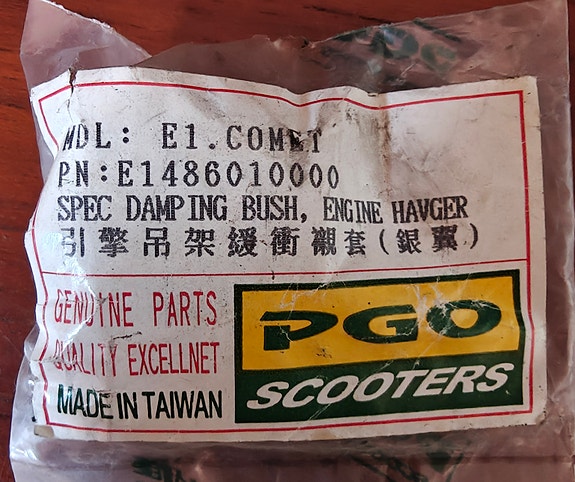 MDL: E1.COMET
PN:E1486010000
SPEC DAMPING BUSH, ENGINE HAVGER
引擎吊架緩衝襯套(銀翼)
GENUINE PARTS
QUALITY EXCELLNET
MADE IN TAIWAN
PGO
SCOOTERS